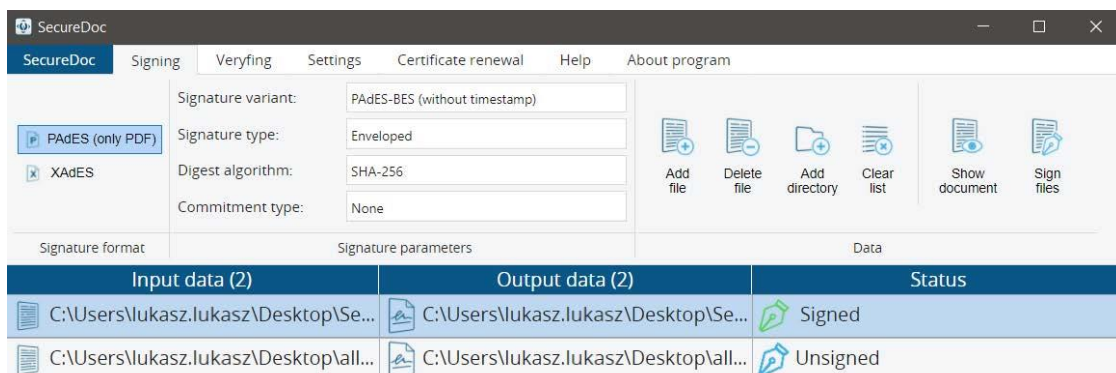 SecureDoc
SecureDoc Signing Veryfing Settings Certificate renewal Help About program
PAdES (only PDF)
XAdES
Signature format
Signature variant: PAdES-BES (without timestamp)
Signature type: Enveloped
Digest algorithm: SHA-256
Commitment type: None
Signature parameters
Add file
Delete file
Add directory
Clear list
Show document
Sign files
Data
Input data (2) Output data (2) Status
C:\Users\lukasz.lukasz\Desktop\Se... C:\Users\lukasz.lukasz\Desktop\Se... Signed
C:\Users\lukasz.lukasz\Desktop\all... C:\Users\lukasz.lukasz\Desktop\all... Unsigned